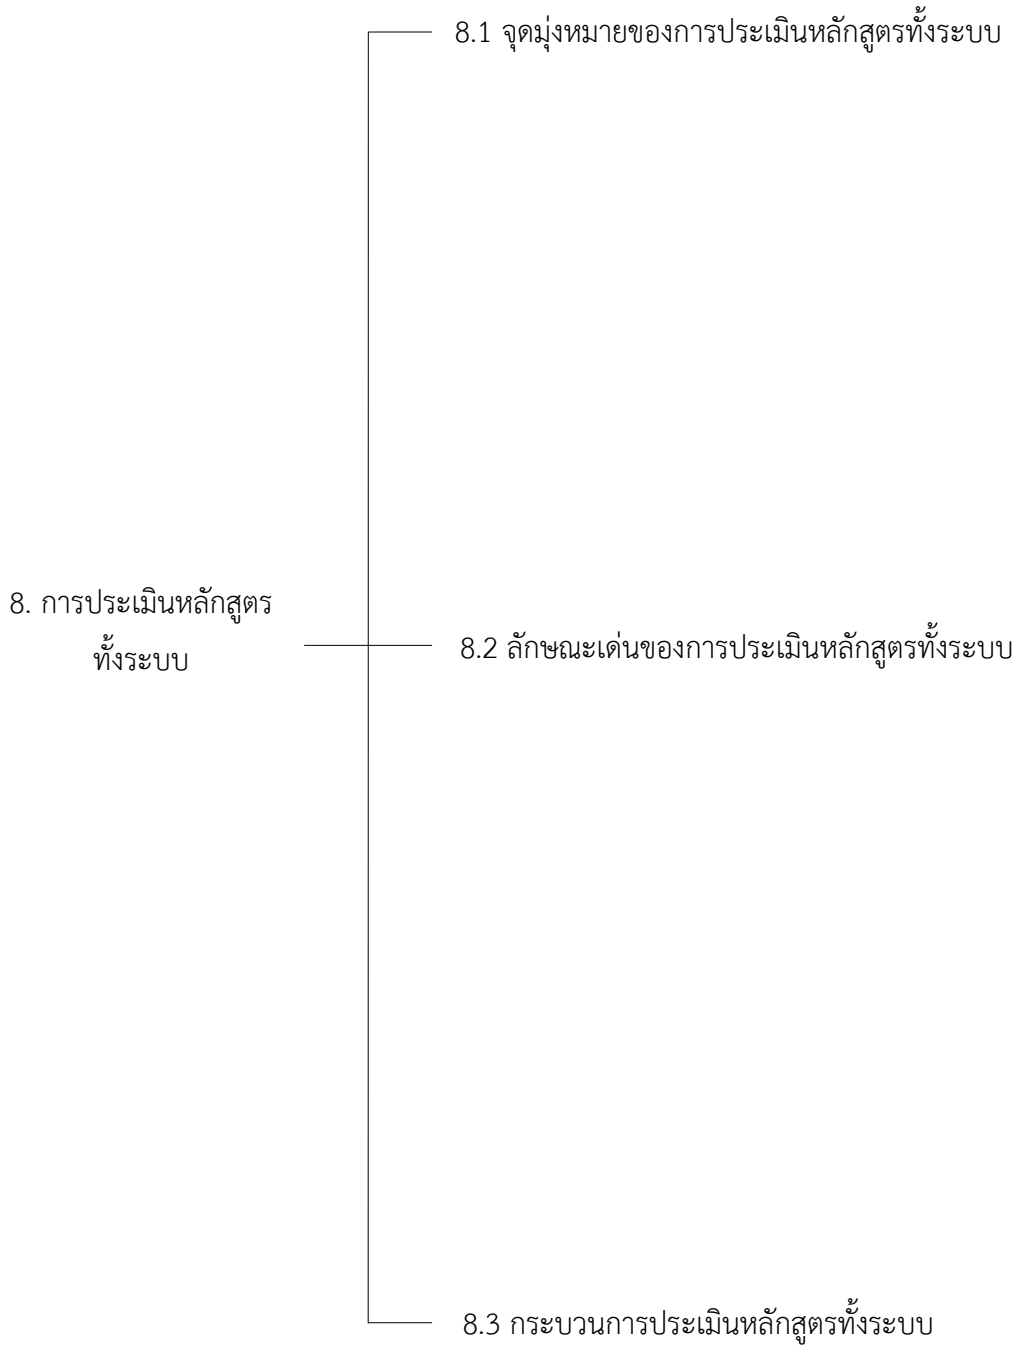 8.1 จุดมุ่งหมายของการประเมินหลักสูตรทั้งระบบ
8. การประเมินหลักสูตร
ทั้งระบบ
8.2 ลักษณะเด่นของการประเมินหลักสูตรทั้งระบบ
8.3 กระบวนการประเมินหลักสูตรทั้งระบบ